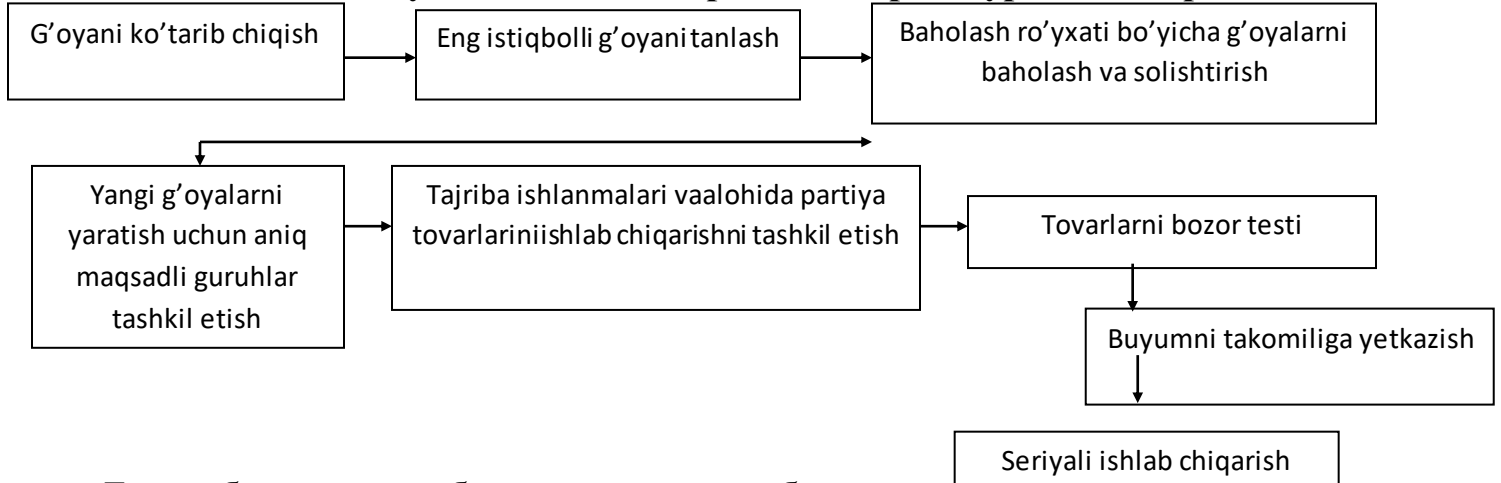 G’oyani ko’tarib chiqish
Eng istiqbolli g’oyani tanlash
Baholash ro’yxati bo’yicha g’oyalarni
baholash va solishtirish
Yangi g’oyalarni
yaratish uchun aniq
maqsadli guruhlar
tashkil etish
Tajriba ishlanmalari vaalohida partiya
tovarlariniishlab chiqarishni tashkil etish
Tovarlarni bozor testi
Buyumni takomiliga yetkazish
Seriyali ishlab chiqarish